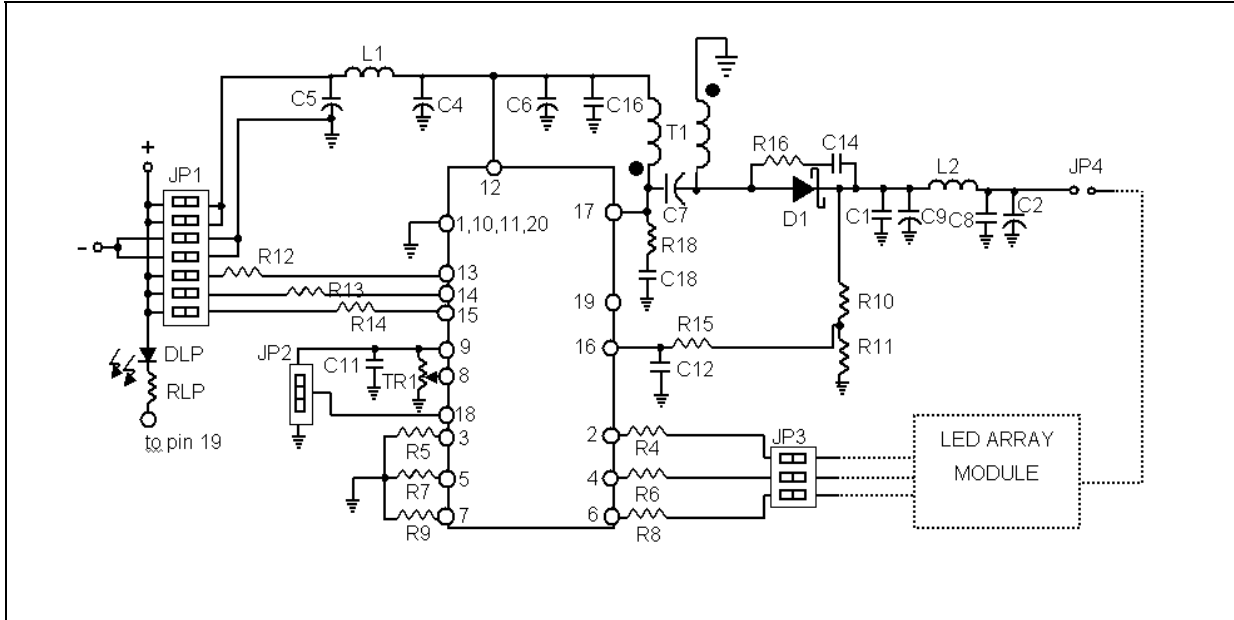 L1
C5
C4
C6
C16
T1
R16
C14
L2
JP4
+
JP1
12
17
C7
D1
C1
C9
C8
C2
1,10,11,20
R18
-
R12
13
C18
R13
14
19
R10
R14
15
R15
DLP
JP2
9
16
R11
C11
C12
RLP
TR1
8
18
to pin 19
2
JP3
LED ARRAY
MODULE
R5
3
R4
R7
5
4
R6
R9
7
6
R8